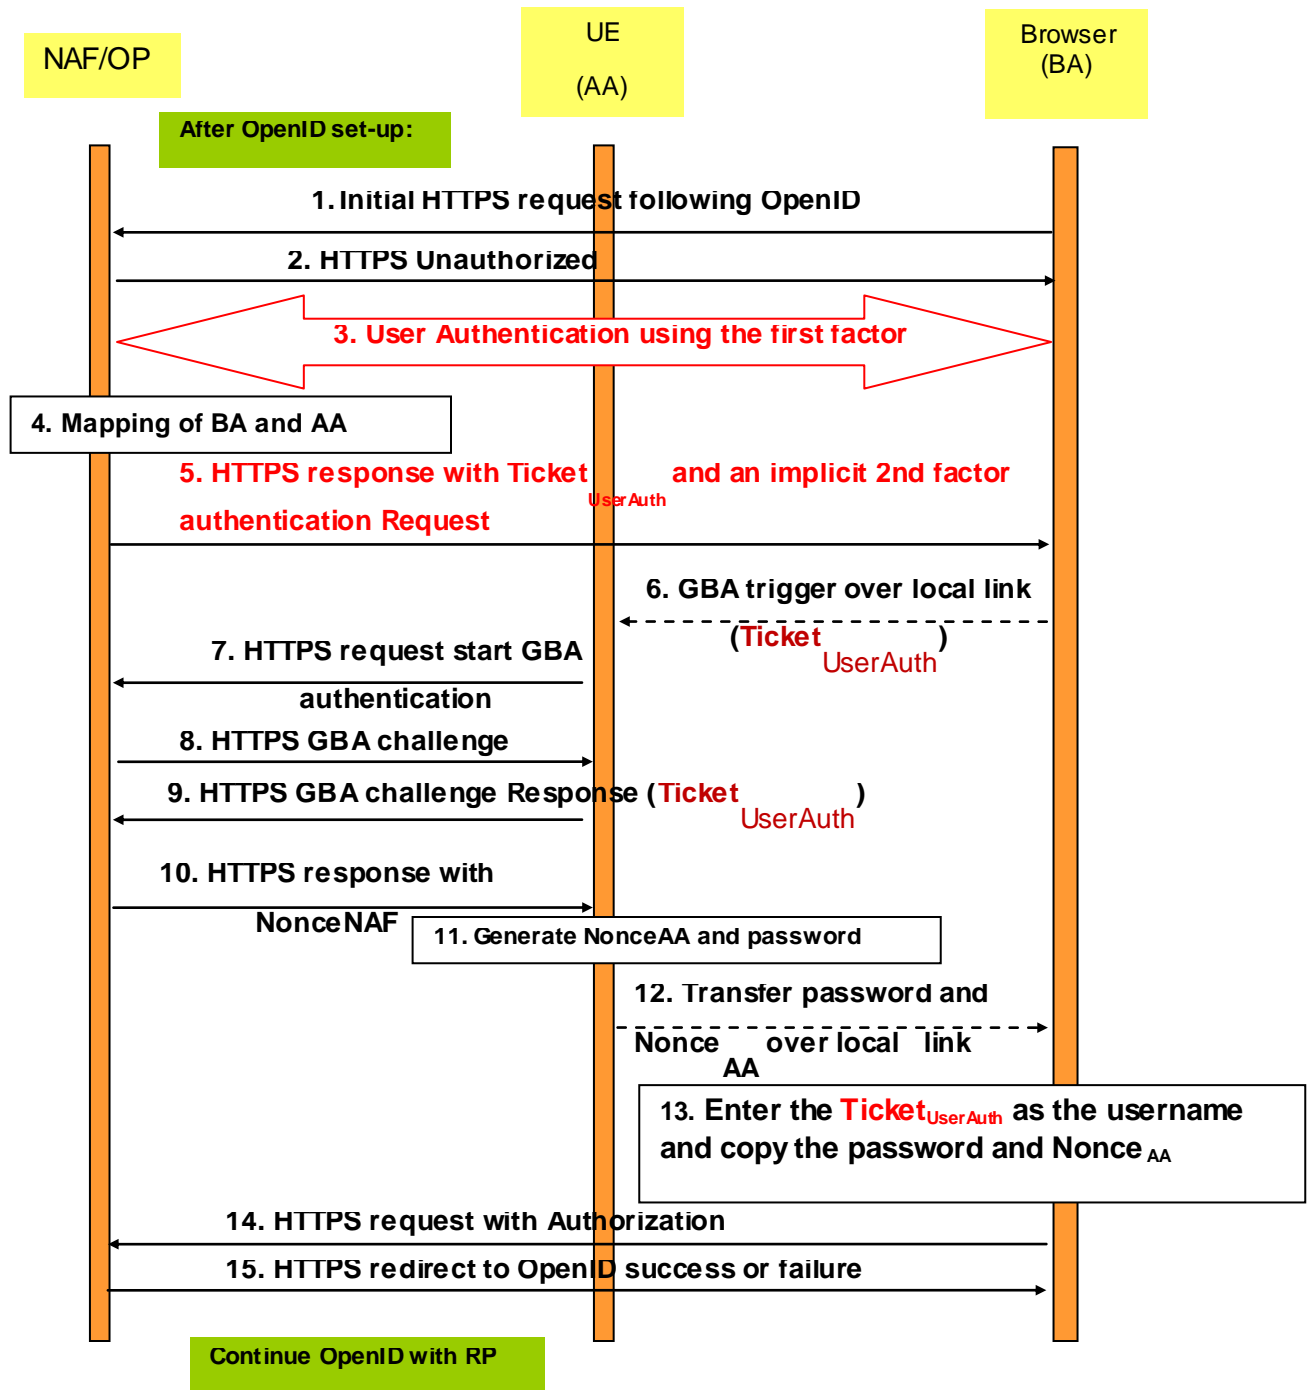 NAF/OP
UE
(AA)
Browser
(BA)
After OpenID set-up:
1. Initial HTTPS request following OpenID
2. HTTPS Unauthorized
3. User Authentication using the first factor
4. Mapping of BA and AA
5. HTTPS response with Ticket UserAuth and an implicit 2nd factor
authentication Request
6. GBA trigger over local link
(Ticket UserAuth)
7. HTTPS request start GBA
authentication
8. HTTPS GBA challenge
9. HTTPS GBA challenge Response (Ticket UserAuth)
10. HTTPS response with
NonceNAF
11. Generate NonceAA and password
12. Transfer password and
Nonce AA over local link
13. Enter the TicketUserAuth as the username
and copy the password and Nonce AA
14. HTTPS request with Authorization
15. HTTPS redirect to OpenID success or failure
Continue OpenID with RP